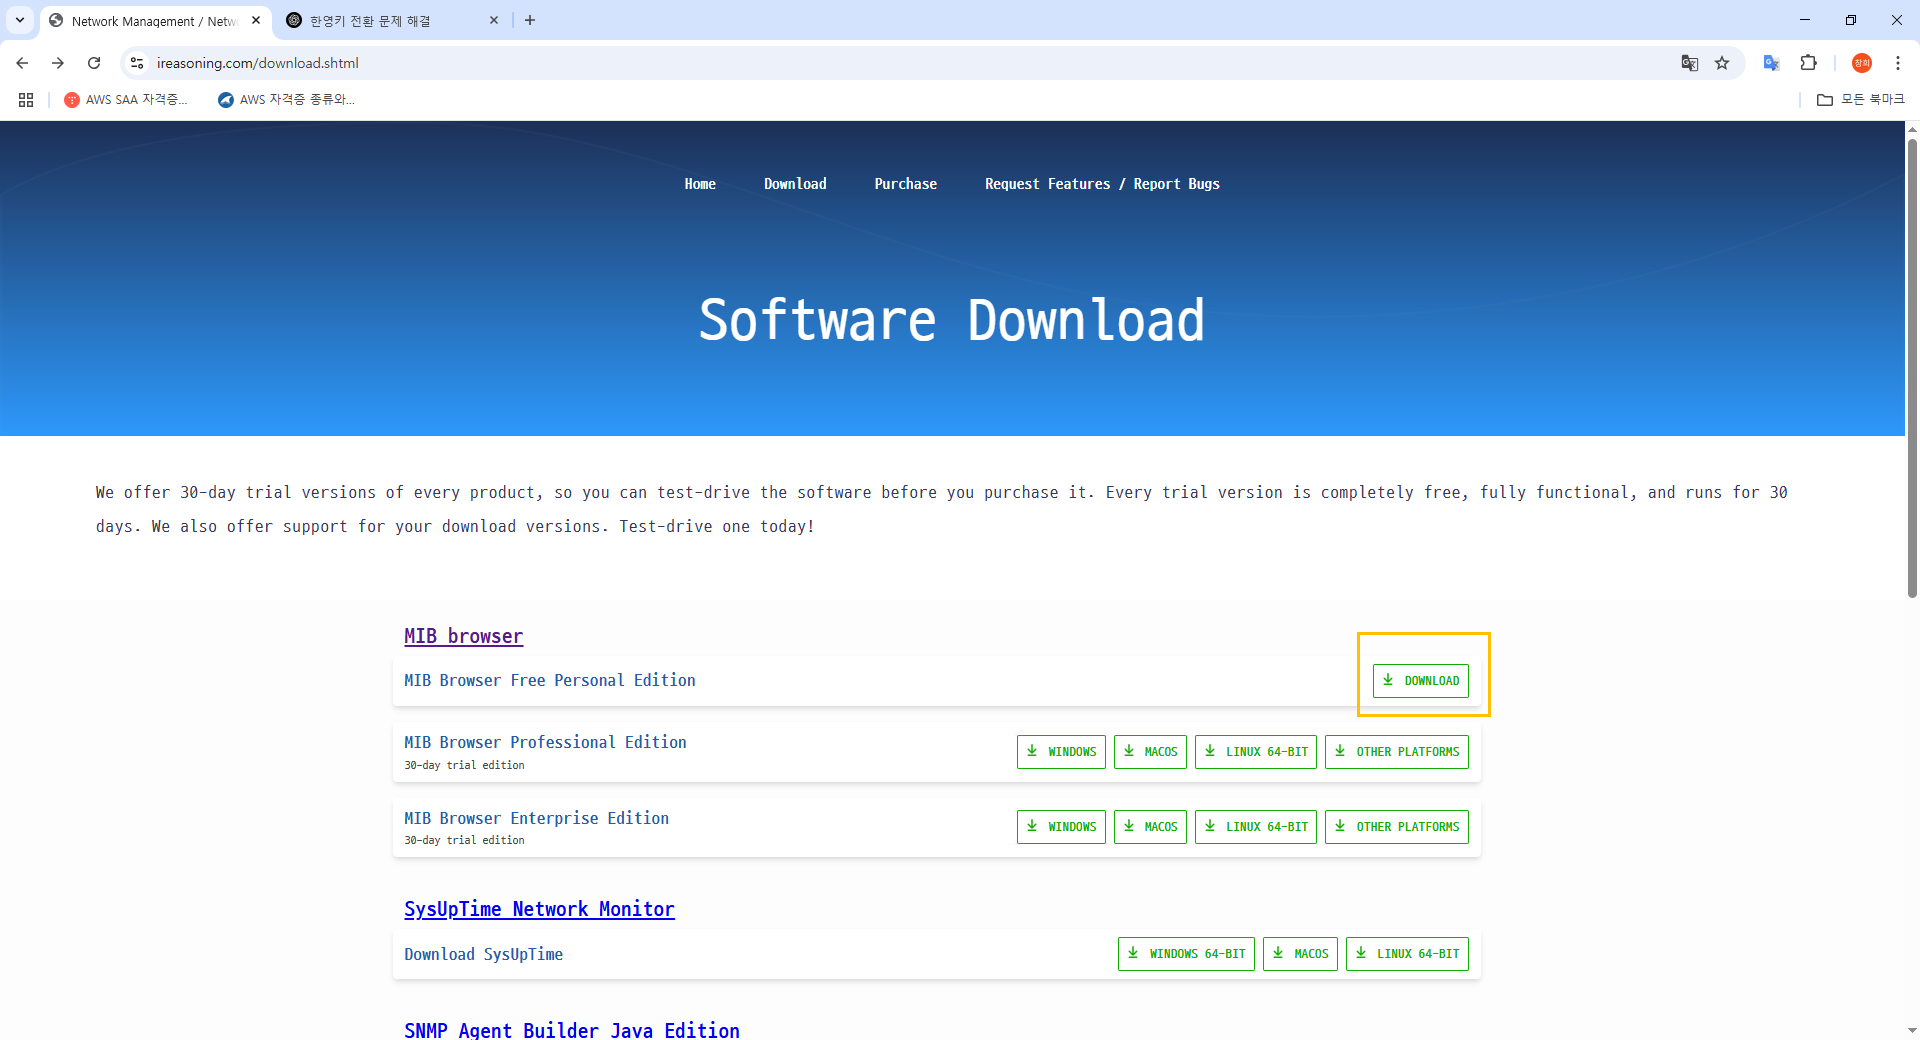 Network Management / Netw
한영키 전환 문제 해결
ireasoning.com/download.shtml
창희
AWS SAA 자격증...
AWS 자격증 종류와...
모든 북마크
Home
Download
Purchase
Request Features / Report Bugs
Software Download
We offer 30-day trial versions of every product, so you can test-drive the software before you purchase it. Every trial version is completely free, fully functional, and runs for 30
days. We also offer support for your download versions. Test-drive one today!
MIB browser
MIB Browser Free Personal Edition
DOWNLOAD
MIB Browser Professional Edition
30-day trial edition
WINDOWS
MACOS
LINUX 64-BIT
OTHER PLATFORMS
MIB Browser Enterprise Edition
30-day trial edition
WINDOWS
MACOS
LINUX 64-BIT
OTHER PLATFORMS
SysUpTime Network Monitor
Download SysUpTime
WINDOWS 64-BIT
MACOS
LINUX 64-BIT
SNMP Agent Builder Java Edition